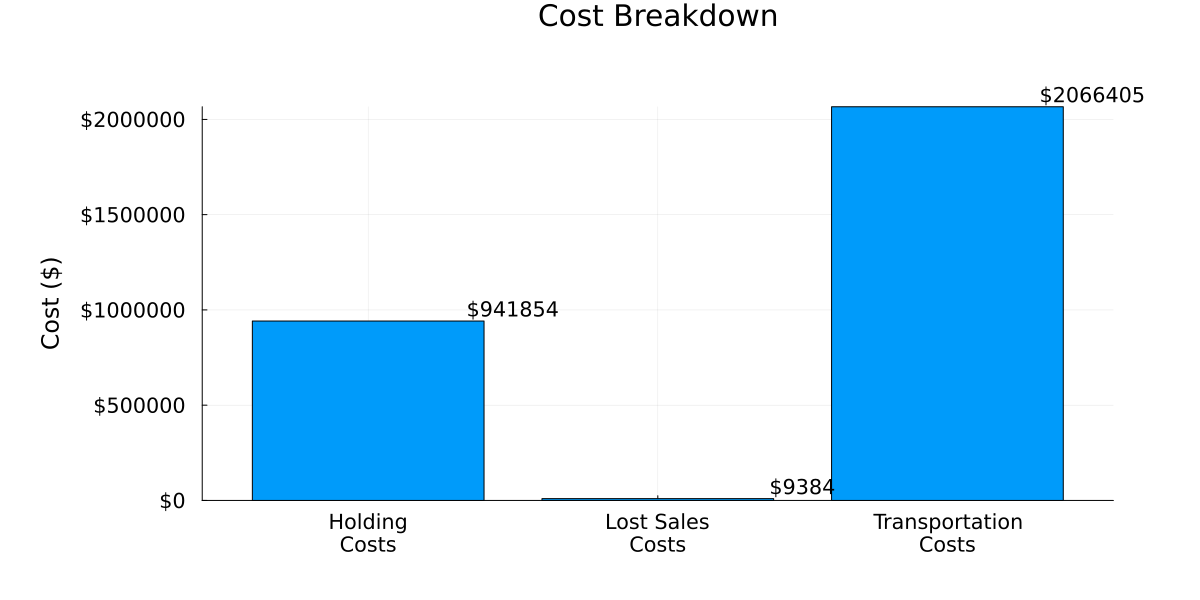 Cost Breakdown
$2066405
$2000000
$1500000
$941854
$1000000
Cost ($)
$500000
$9384
$0
Holding
Costs
Lost Sales
Costs
Transportation
Costs